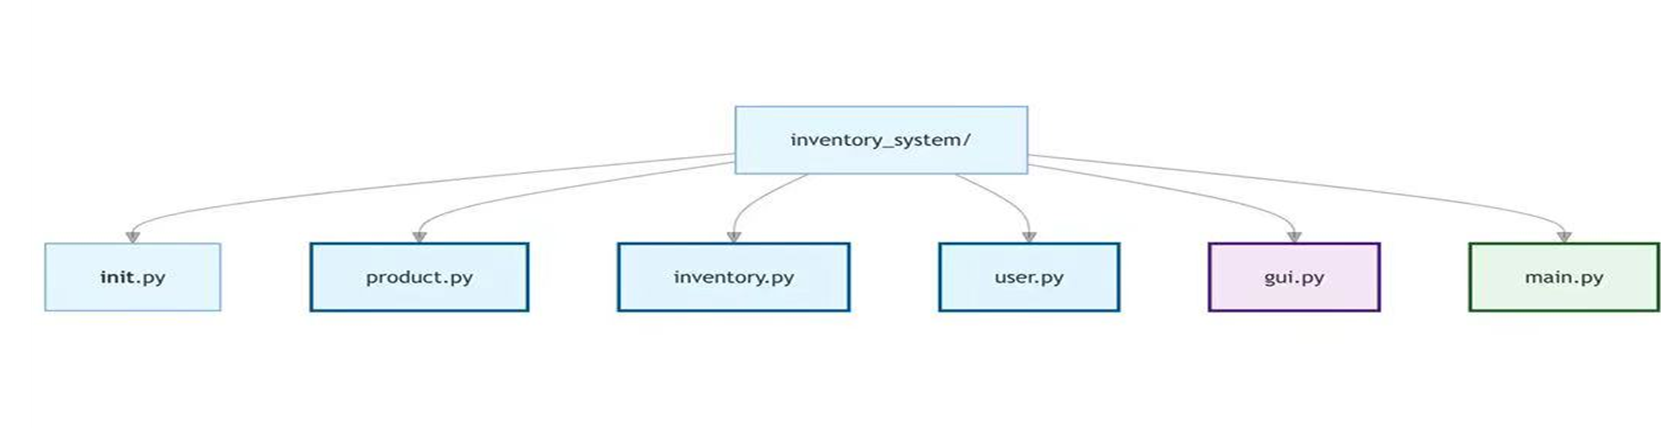 inventory_system/
init.py
product.py
inventory.py
user.py
gui.py
main.py